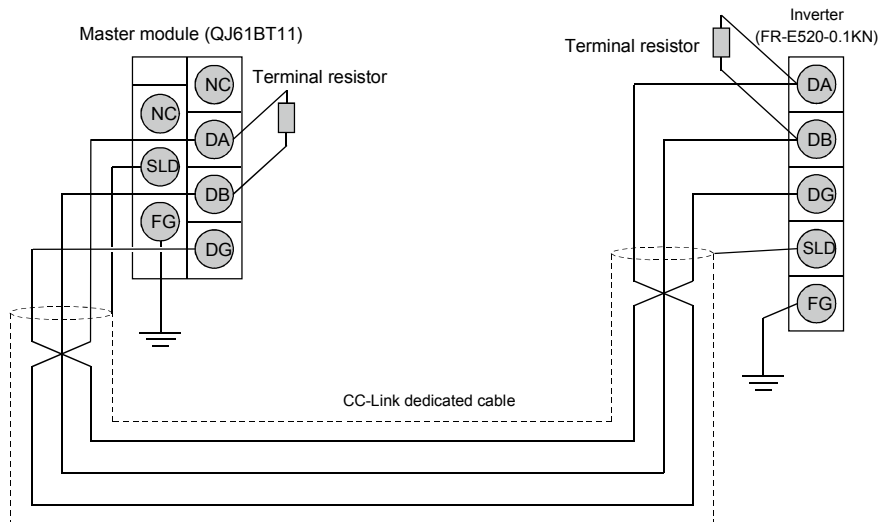 Master module (QJ61BT11)
NC
NC
Terminal resistor
DA
SLD
DB
FG
DG
Inverter
(FR-E520-0.1KN)
Terminal resistor
DA
DB
DG
SLD
FG
CC-Link dedicated cable